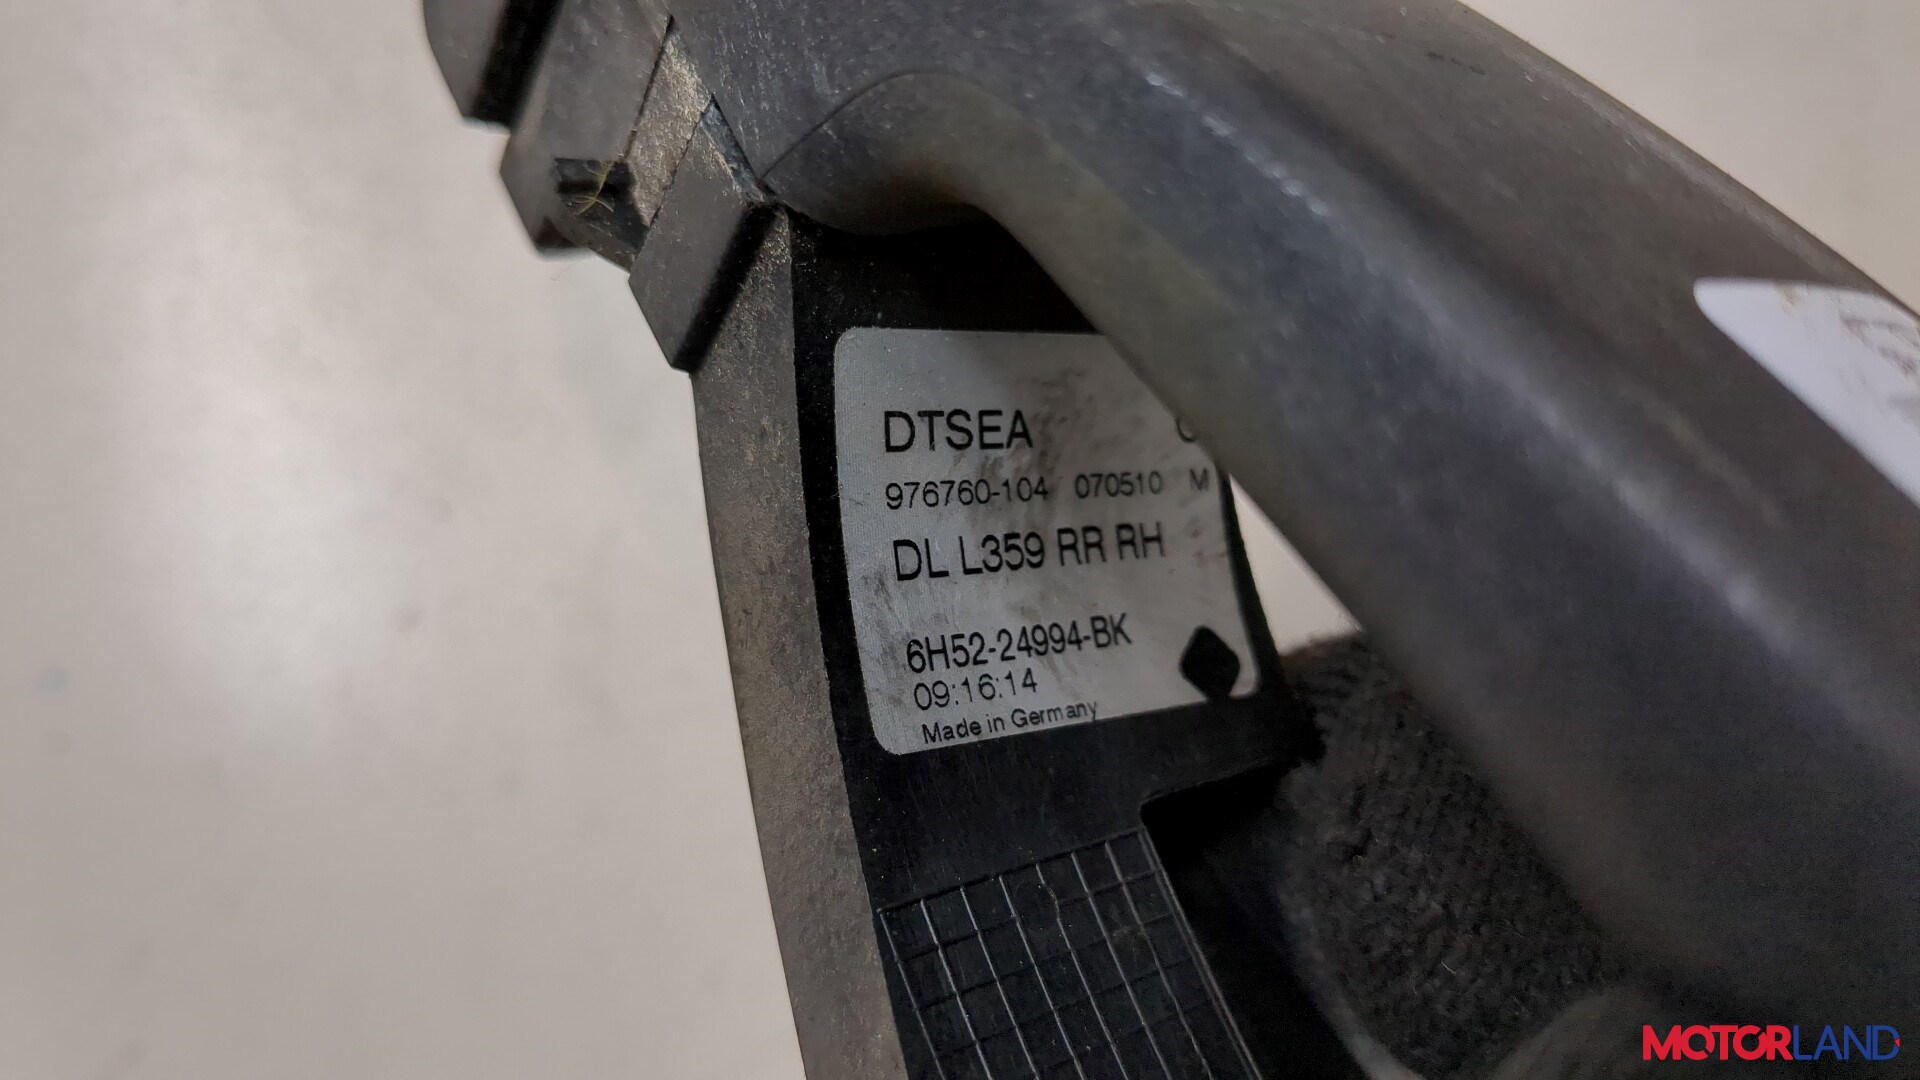 DTSEA
976760-104 070510 M
DL L359 RR RH
6H52-24994-BK
09:16:14
Made in Germany
MOTORLAND